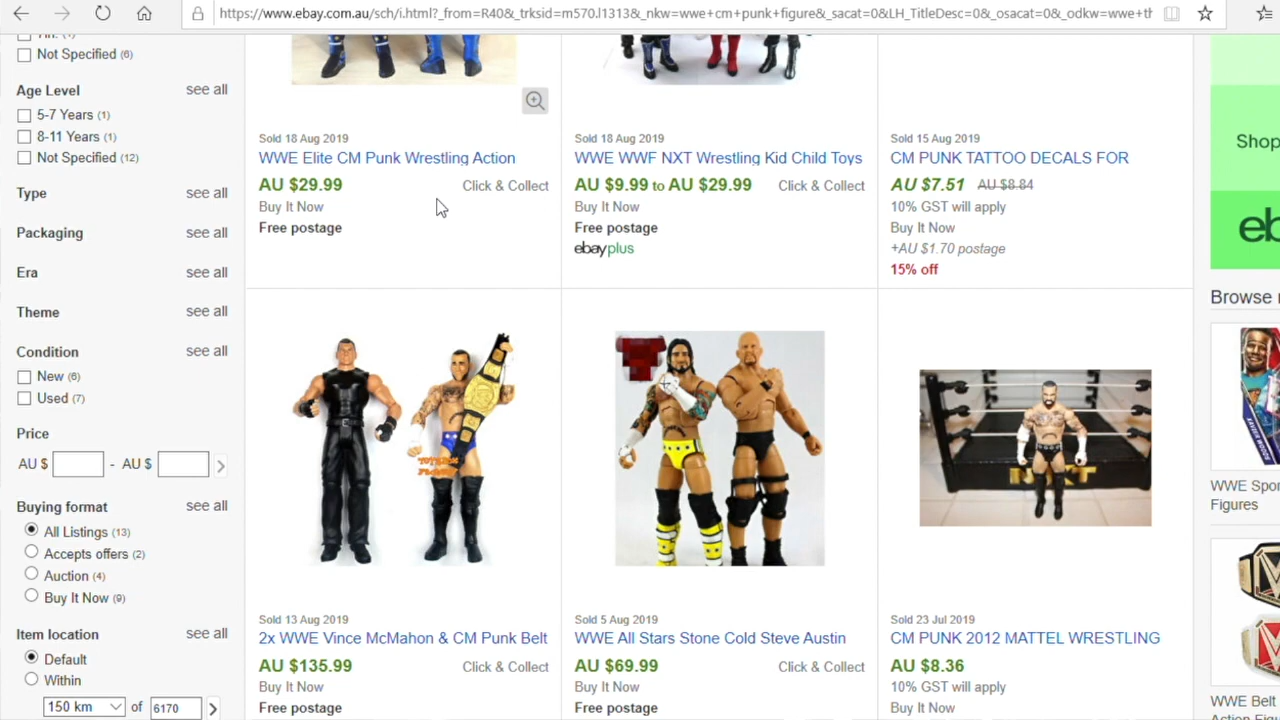 https://www.ebay.com.au/sch/i.html?_from=R40&_trksid=m570.l1313&_nkw=wwe+cm+punk+figure&_sacat=0&LH_TitleDesc=0&_osacat=0&_odkw=wwe+th
Not Specified (6)
Age Level see all
5-7 Years (1)
8-11 Years (1)
Not Specified (12)
Type see all
Packaging see all
Era see all
Theme see all
Condition see all
New (6)
Used (7)
Price
AU $ - AU $
Buying format see all
All Listings (13)
Accepts offers (2)
Auction (4)
Buy It Now (9)
Item location see all
Default
Within
150 km of 6170
Sold 18 Aug 2019
WWE Elite CM Punk Wrestling Action
AU $29.99 Click & Collect
Buy It Now
Free postage
Sold 18 Aug 2019
WWE WWF NXT Wrestling Kid Child Toys
AU $9.99 to AU $29.99 Click & Collect
Buy It Now
Free postage
ebayplus
Sold 15 Aug 2019
CM PUNK TATTOO DECALS FOR
AU $7.51 AU $8.84
10% GST will apply
Buy It Now
+AU $1.70 postage
15% off
NXT
Sold 13 Aug 2019
2x WWE Vince McMahon & CM Punk Belt
AU $135.99 Click & Collect
Buy It Now
Free postage
Sold 5 Aug 2019
WWE All Stars Stone Cold Steve Austin
AU $69.99 Click & Collect
Buy It Now
Free postage
Sold 23 Jul 2019
CM PUNK 2012 MATTEL WRESTLING
AU $8.36
10% GST will apply
Buy It Now
Shop
eb
Browse
WWE Spor
Figures
WWE Belt